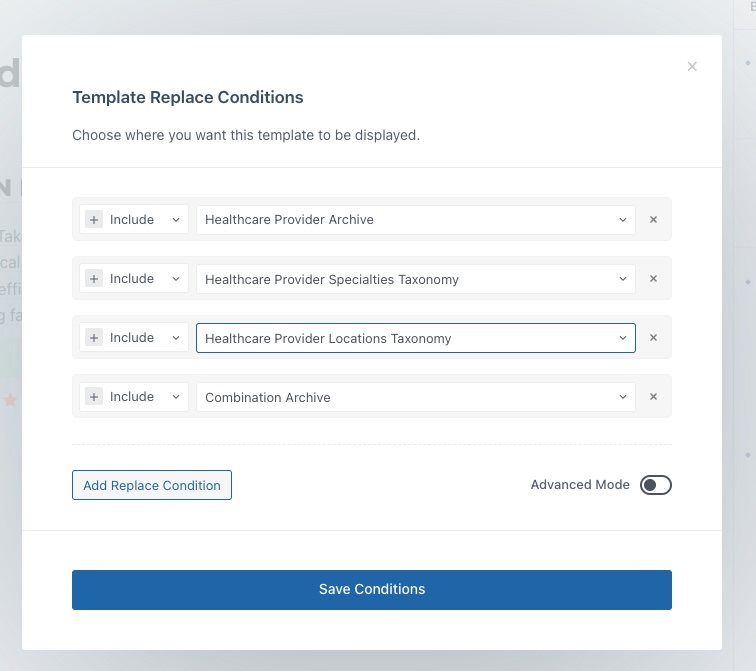 Template Replace Conditions
Choose where you want this template to be displayed.
Include Healthcare Provider Archive
Include Healthcare Provider Specialties Taxonomy
Include Healthcare Provider Locations Taxonomy
Include Combination Archive
Add Replace Condition Advanced Mode
Save Conditions